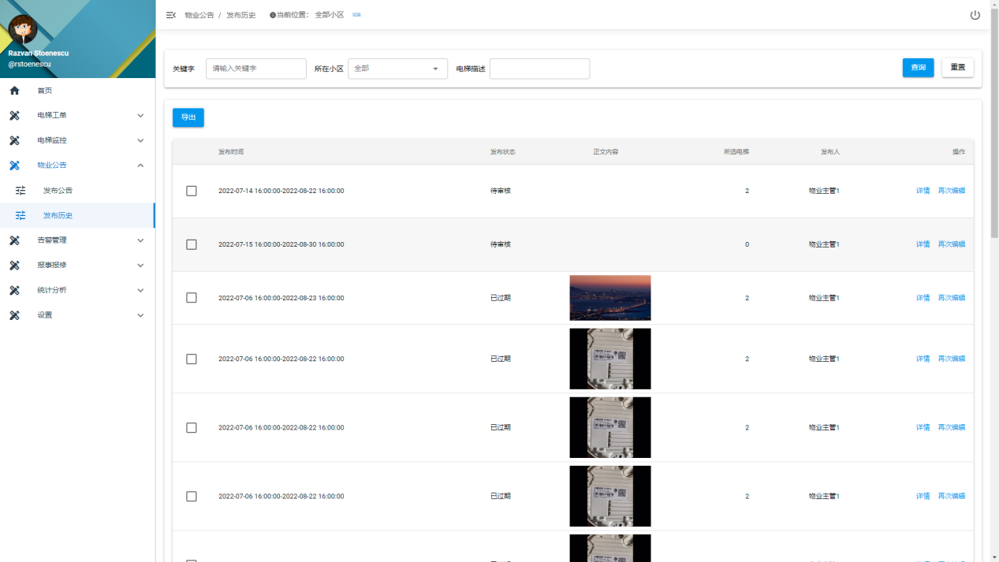 物业公告 / 发布历史 当前位置: 全部小区 切换
Razvan Stoenescu
@rstoenescu
首页
电梯工单
电梯监控
物业公告
发布公告
发布历史
告警管理
报事报修
统计分析
设置
关键字 请输入关键字 所在小区 全部 电梯描述 查询 重置
导出
发布时间 发布状态 正文内容 所选电梯 发布人 操作
2022-07-14 16:00:00-2022-08-22 16:00:00 待审核 2 物业主管1 详情 再次编辑
2022-07-15 16:00:00-2022-08-30 16:00:00 待审核 0 物业主管1 详情 再次编辑
2022-07-06 16:00:00-2022-08-23 16:00:00 已过期 2 物业主管1 详情 再次编辑
2022-07-06 16:00:00-2022-08-22 16:00:00 已过期 2 物业主管1 详情 再次编辑
2022-07-06 16:00:00-2022-08-22 16:00:00 已过期 2 物业主管1 详情 再次编辑
2022-07-06 16:00:00-2022-08-22 16:00:00 已过期 2 物业主管1 详情 再次编辑